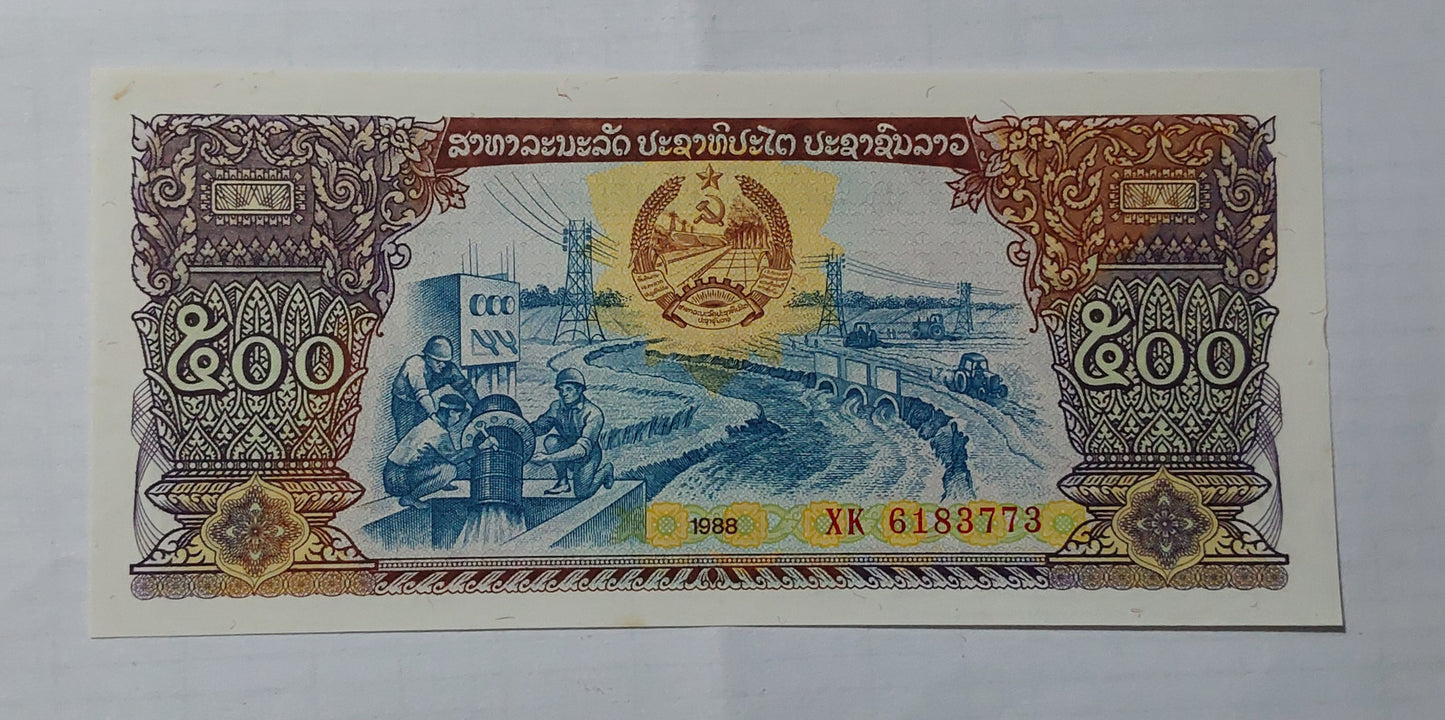 ສາທາລະນະລັດ ປະຊາທິປະໄຕ ປະຊາຊົນລາວ
໕໐໐ ໕໐໐
1988 XK 6183773